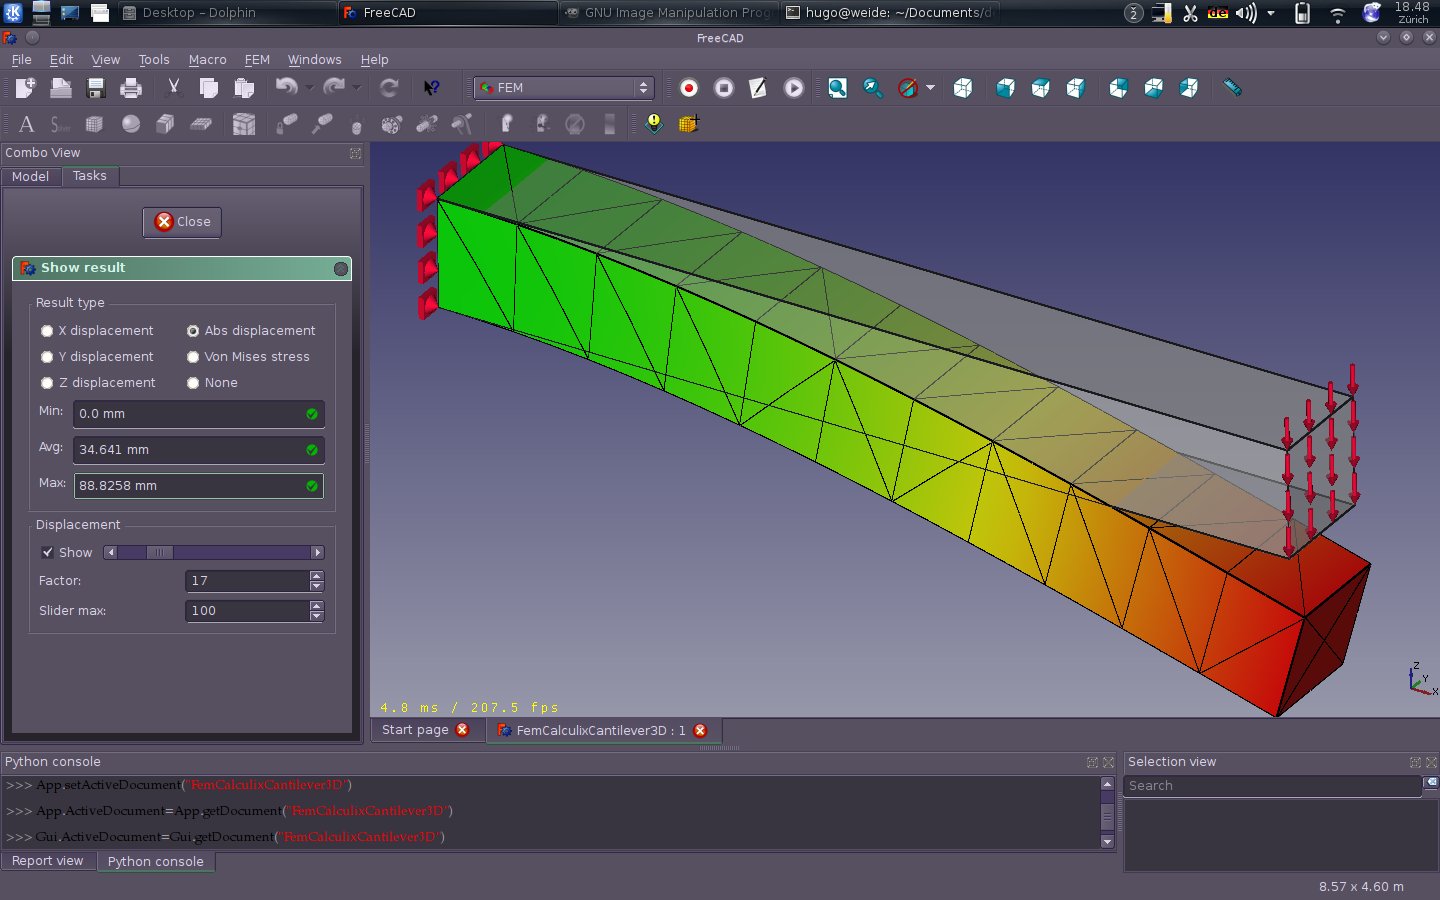 Desktop – Dolphin
FreeCAD
GNU Image Manipulation Prog
hugo@weide: ~/Documents/d
2
de
18.48
Zürich
FreeCAD
File Edit View Tools Macro FEM Windows Help
FEM
Combo View
Model Tasks
Close
Show result
Result type
X displacement Abs displacement
Y displacement Von Mises stress
Z displacement None
Min: 0.0 mm
Avg: 34.641 mm
Max: 88.8258 mm
Displacement
Show
Factor: 17
Slider max: 100
Z
Y
X
4.8 ms / 207.5 fps
Start page FemCalculixCantilever3D : 1
Python console
>>> App.setActiveDocument("FemCalculixCantilever3D")
>>> App.ActiveDocument=App.getDocument("FemCalculixCantilever3D")
>>> Gui.ActiveDocument=Gui.getDocument("FemCalculixCantilever3D")
Report view Python console
Selection view
Search
8.57 x 4.60 m